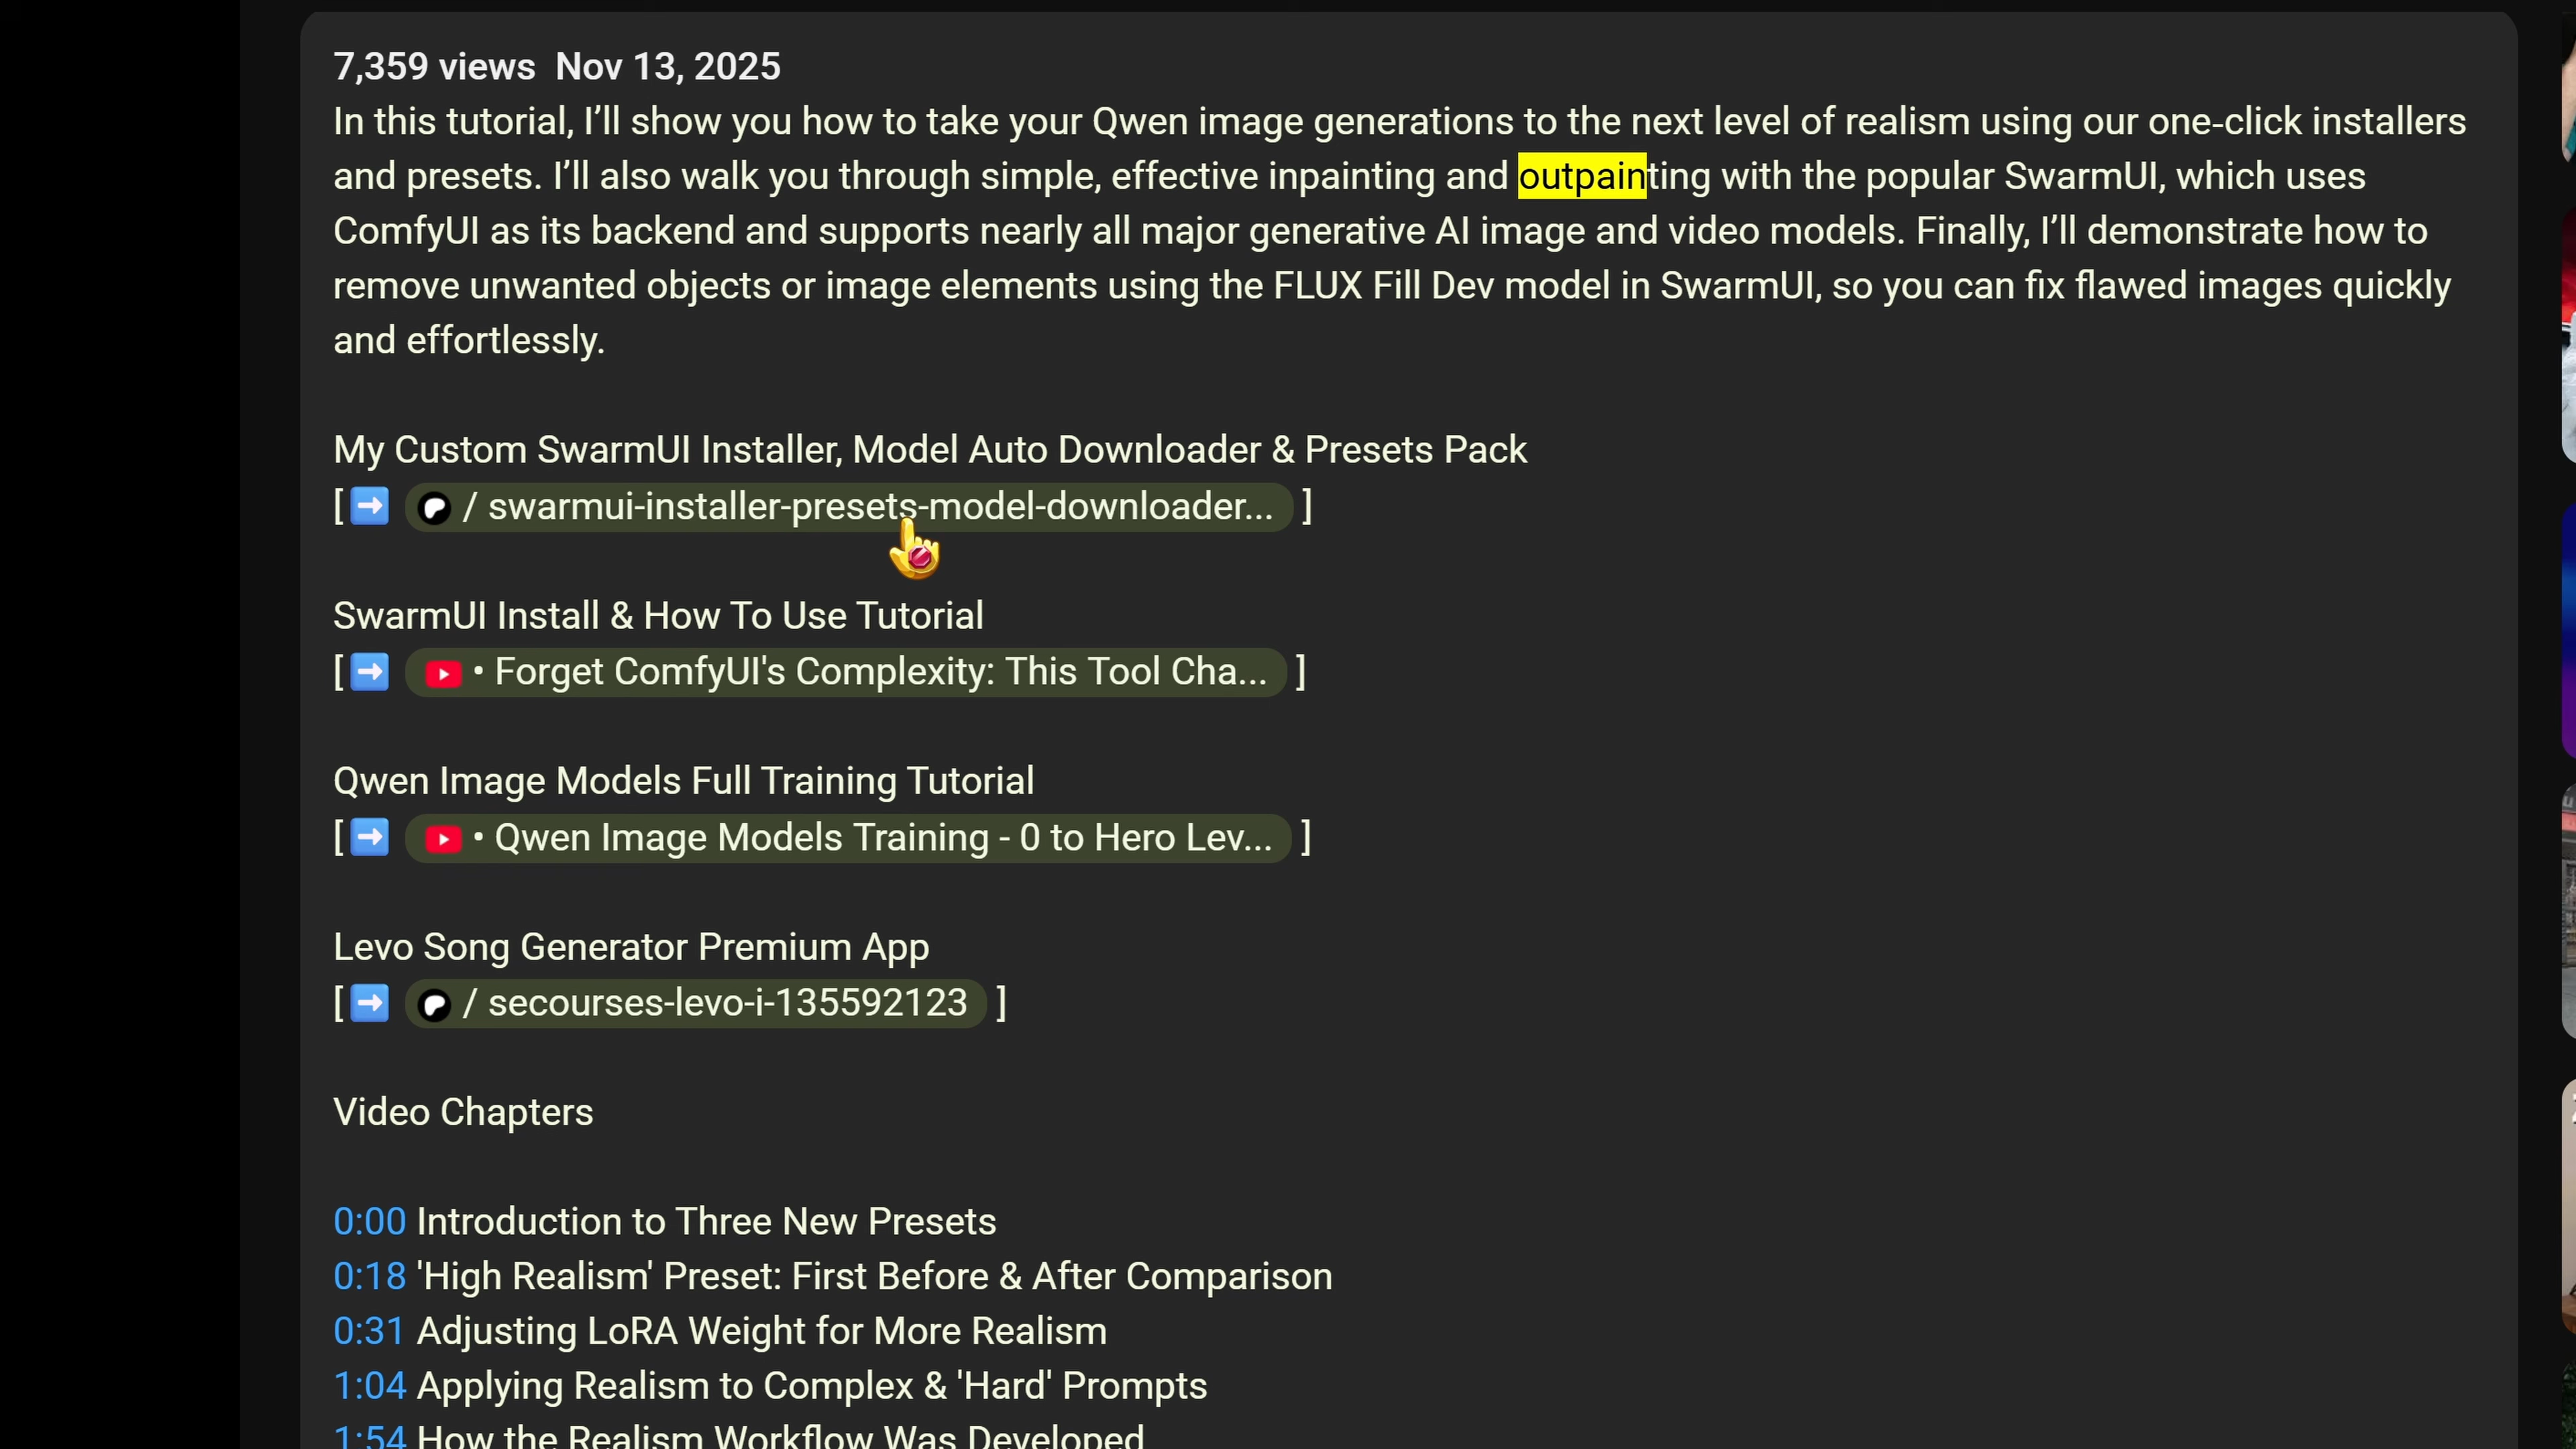 7,359 views  Nov 13, 2025
In this tutorial, I’ll show you how to take your Qwen image generations to the next level of realism using our one-click installers
and presets. I’ll also walk you through simple, effective inpainting and outpainting with the popular SwarmUI, which uses
ComfyUI as its backend and supports nearly all major generative AI image and video models. Finally, I’ll demonstrate how to
remove unwanted objects or image elements using the FLUX Fill Dev model in SwarmUI, so you can fix flawed images quickly
and effortlessly.
My Custom SwarmUI Installer, Model Auto Downloader & Presets Pack
[➡️ / swarmui-installer-presets-model-downloader... ]
SwarmUI Install & How To Use Tutorial
[➡️ • Forget ComfyUI's Complexity: This Tool Cha... ]
Qwen Image Models Full Training Tutorial
[➡️ • Qwen Image Models Training - 0 to Hero Lev... ]
Levo Song Generator Premium App
[➡️ / secourses-levo-i-135592123 ]
Video Chapters
0:00 Introduction to Three New Presets
0:18 'High Realism' Preset: First Before & After Comparison
0:31 Adjusting LoRA Weight for More Realism
1:04 Applying Realism to Complex & 'Hard' Prompts
1:54 How the Realism Workflow Was Developed